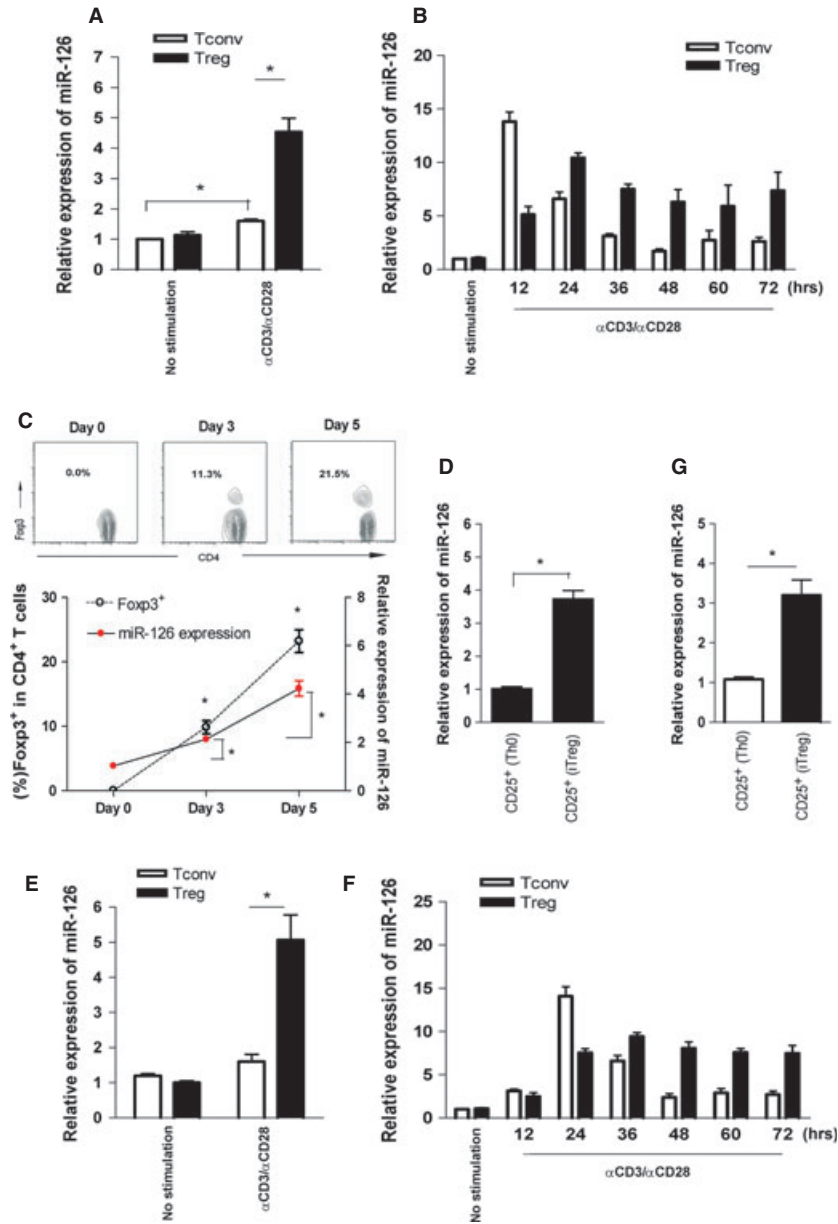 A
Tconv
Treg
Relative expression of miR-126
7
6
5
4
3
2
1
0
*
*
No stimulation
αCD3/αCD28
B
Tconv
Treg
Relative expression of miR-126
20
15
10
5
0
12 24 36 48 60 72 (hrs)
No stimulation
αCD3/αCD28
C
Day 0 Day 3 Day 5
0.0% 11.3% 21.5%
Foxp3
CD4
(%)Foxp3+ in CD4+ T cells
30
20
10
0
Foxp3+
miR-126 expression
*
*
*
*
8
6
4
2
0
Relative expression of miR-126
Day 0 Day 3 Day 5
D
Relative expression of miR-126
6
5
4
3
2
1
0
*
CD25+ (Th0)
CD25+ (iTreg)
G
Relative expression of miR-126
5
4
3
2
1
0
*
CD25+ (Th0)
CD25+ (iTreg)
E
Tconv
Treg
Relative expression of miR-126
6
5
4
3
2
1
0
*
No stimulation
αCD3/αCD28
F
Tconv
Treg
Relative expression of miR-126
25
20
15
10
5
0
12 24 36 48 60 72 (hrs)
No stimulation
αCD3/αCD28